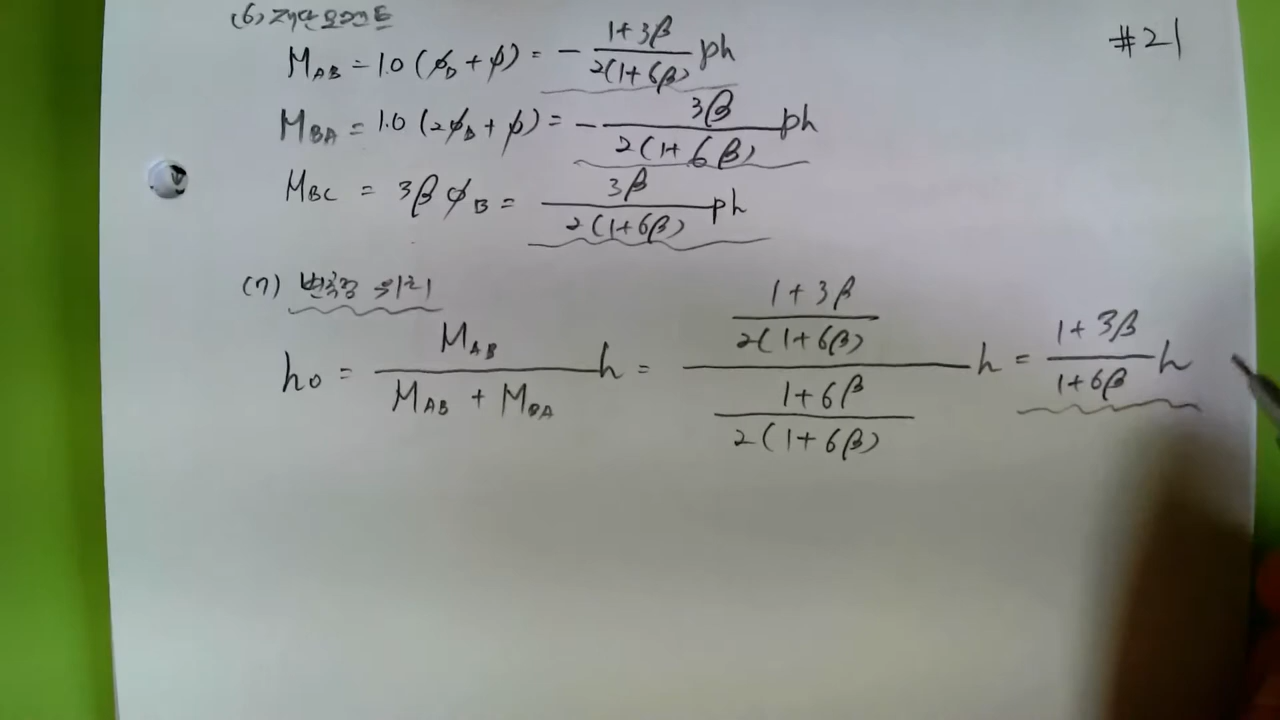 (6) 재단모멘트
#21
M_AB = 1.0 (φ_B + ψ) = - (1+3β)/(2(1+6β)) ph
M_BA = 1.0 (2φ_B + ψ) = - 3β/(2(1+6β)) ph
M_BC = 3β φ_B = 3β/(2(1+6β)) ph
(7) 변곡점 위치
h_0 = M_AB/(M_AB + M_BA) h = ((1+3β)/(2(1+6β)))/((1+6β)/(2(1+6β))) h = (1+3β)/(1+6β) h